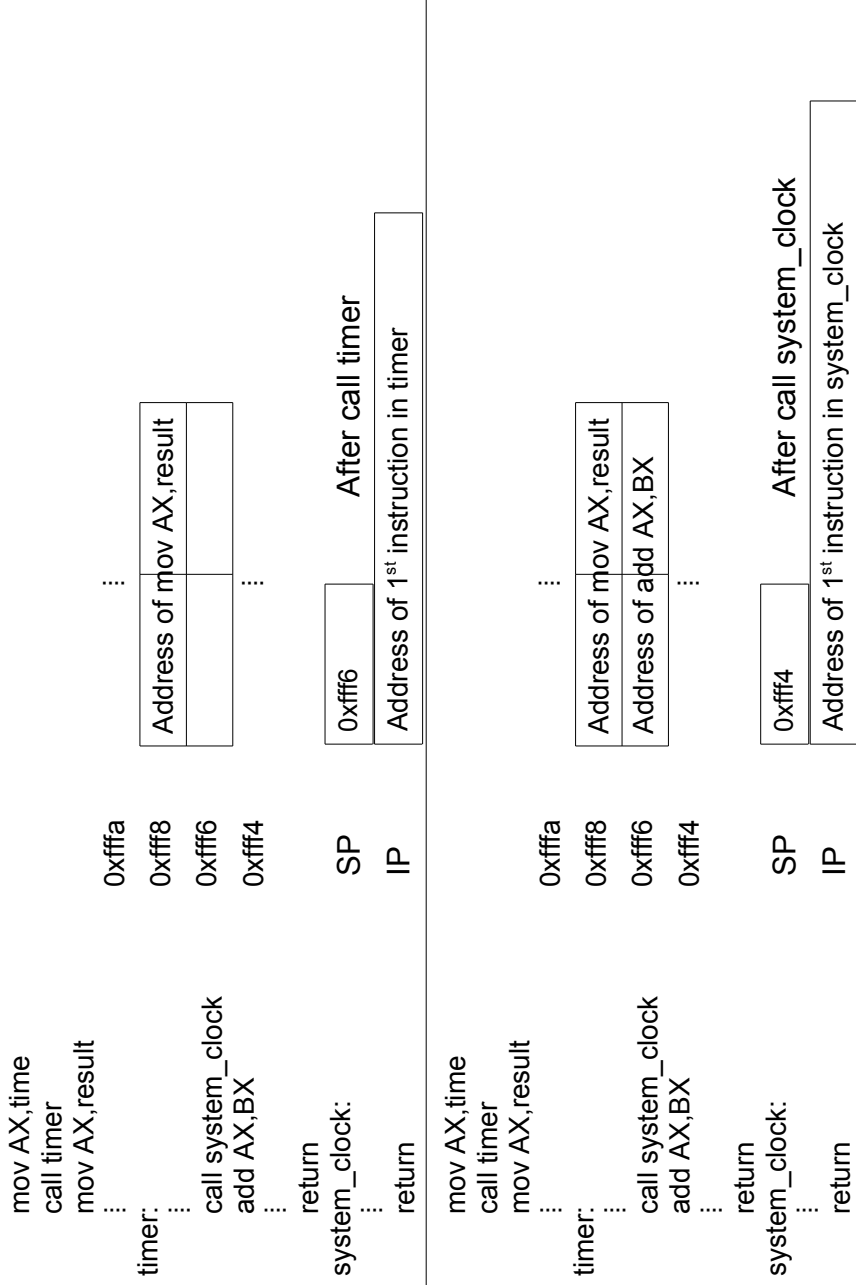 mov AX,time
call timer
mov AX,result
....
timer:
....
call system_clock
add AX,BX
....
return
system_clock:
....
return
....
0xfffa
0xfff8 Address of mov AX,result
0xfff6
0xfff4
....
SP 0xfff6 After call timer
IP Address of 1st instruction in timer
mov AX,time
call timer
mov AX,result
....
timer:
....
call system_clock
add AX,BX
....
return
system_clock:
....
return
....
0xfffa
0xfff8 Address of mov AX,result
0xfff6 Address of add AX,BX
0xfff4
....
SP 0xfff4 After call system_clock
IP Address of 1st instruction in system_clock